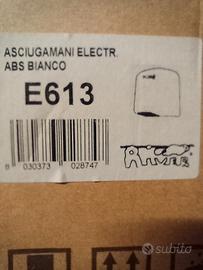 ASCIUGAMANI ELECTR.
ABS BIANCO
E613
8 030373 028747
subito